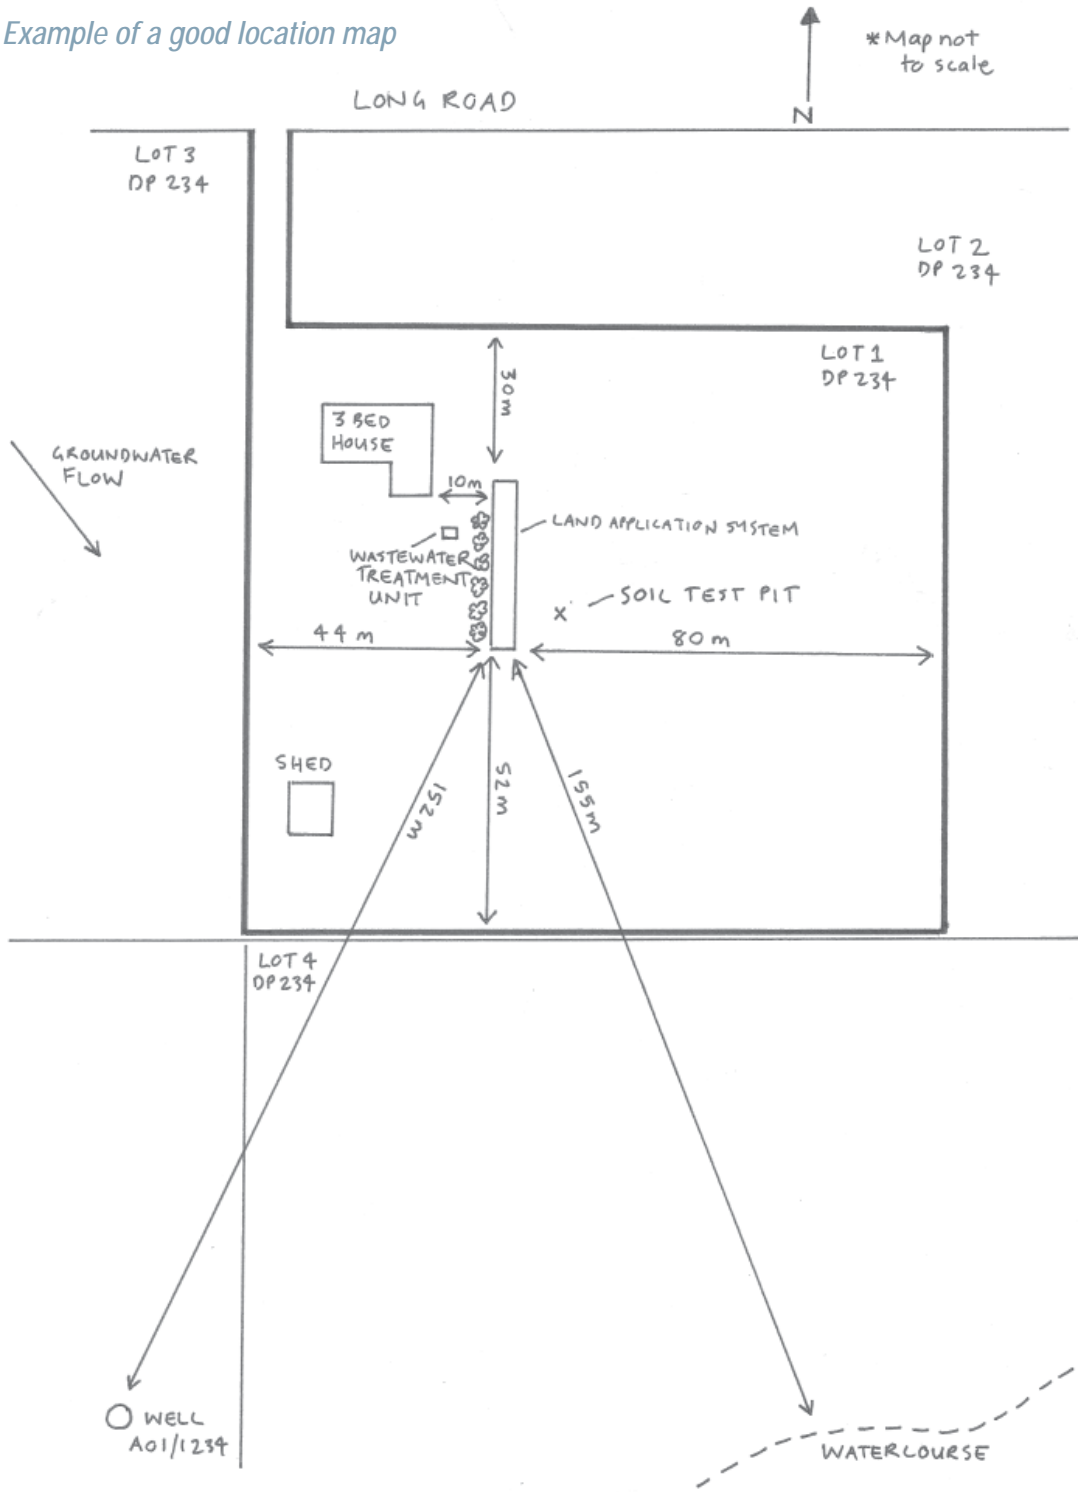 Example of a good location map
*Map not
to scale
LONG ROAD
N
LOT 3
DP 234
LOT 2
DP 234
LOT 1
DP 234
30m
3 BED
HOUSE
GROUNDWATER
FLOW
10m
LAND APPLICATION SYSTEM
WASTEWATER
TREATMENT
UNIT
SOIL TEST PIT
X
44 m
80 m
SHED
152 m
52 m
155m
LOT 4
DP 234
WELL
A01/1234
WATERCOURSE